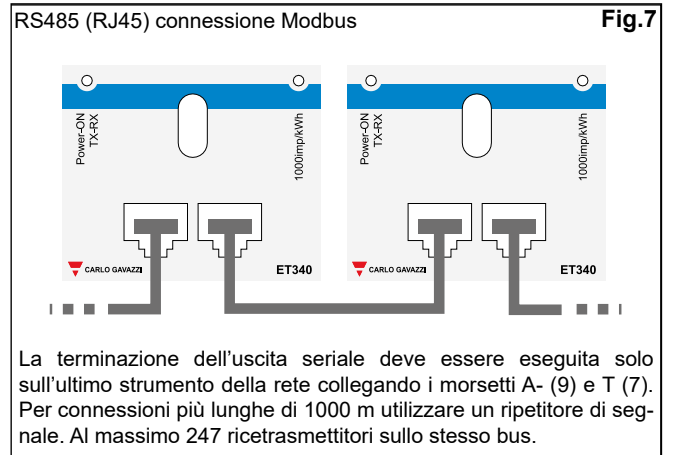 RS485 (RJ45) connessione Modbus
Fig.7
Power-ON
TX-RX
1000imp/kWh
Power-ON
TX-RX
1000imp/kWh
CARLO GAVAZZI
ET340
CARLO GAVAZZI
ET340
La terminazione dell'uscita seriale deve essere eseguita solo
sull'ultimo strumento della rete collegando i morsetti A- (9) e T (7).
Per connessioni più lunghe di 1000 m utilizzare un ripetitore di seg-
nale. Al massimo 247 ricetrasmettitori sullo stesso bus.